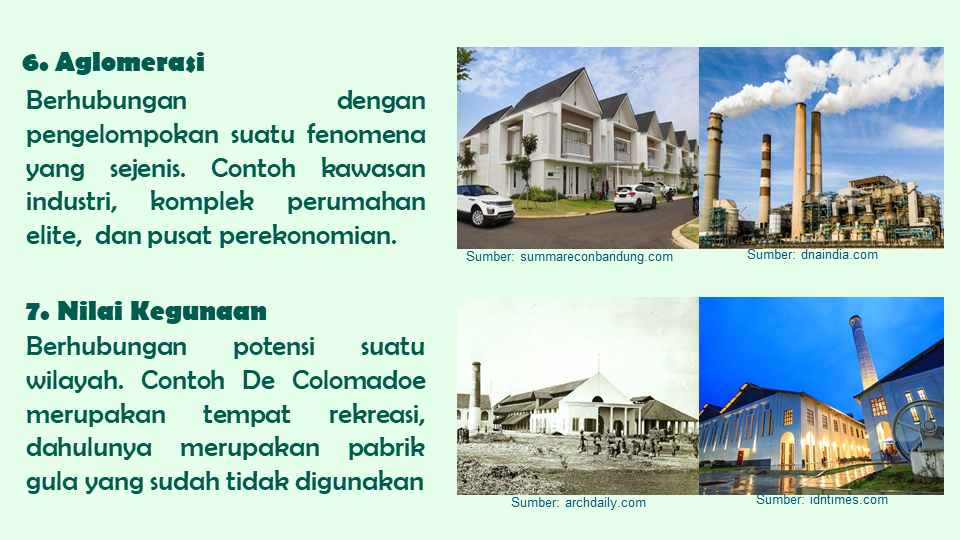 6. Aglomerasi
Berhubungan dengan
pengelompokan suatu fenomena
yang sejenis. Contoh kawasan
industri, komplek perumahan
elite, dan pusat perekonomian.
Sumber: summareconbandung.com
Sumber: dnaindia.com
7. Nilai Kegunaan
Berhubungan potensi suatu
wilayah. Contoh De Colomadoe
merupakan tempat rekreasi,
dahulunya merupakan pabrik
gula yang sudah tidak digunakan
Sumber: archdaily.com
Sumber: idntimes.com